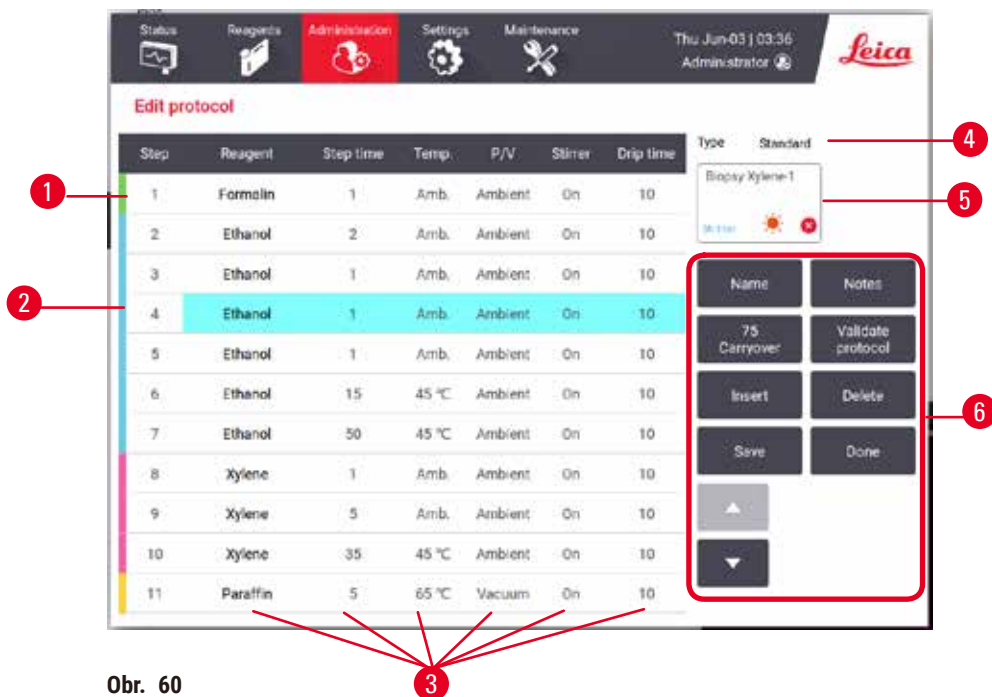 Status Reagents Administration Settings Maintenance Thu Jun-03 | 03:36
Administrator
Leica
Edit protocol
Step Reagent Step time Temp. P/V Stirrer Drip time
1 Formalin 1 Amb. Ambient On 10
2 Ethanol 2 Amb. Ambient On 10
3 Ethanol 1 Amb. Ambient On 10
4 Ethanol 1 Amb. Ambient On 10
5 Ethanol 1 Amb. Ambient On 10
6 Ethanol 15 45 °C Ambient On 10
7 Ethanol 50 45 °C Ambient On 10
8 Xylene 1 Amb. Ambient On 10
9 Xylene 5 Amb. Ambient On 10
10 Xylene 35 45 °C Ambient On 10
11 Paraffin 5 65 °C Vacuum On 10
Type Standard
Biopsy Xylene-1
Name Notes
75 Carryover
Validate protocol
Insert Delete
Save Done
1
2
3
4
5
6
Obr. 60